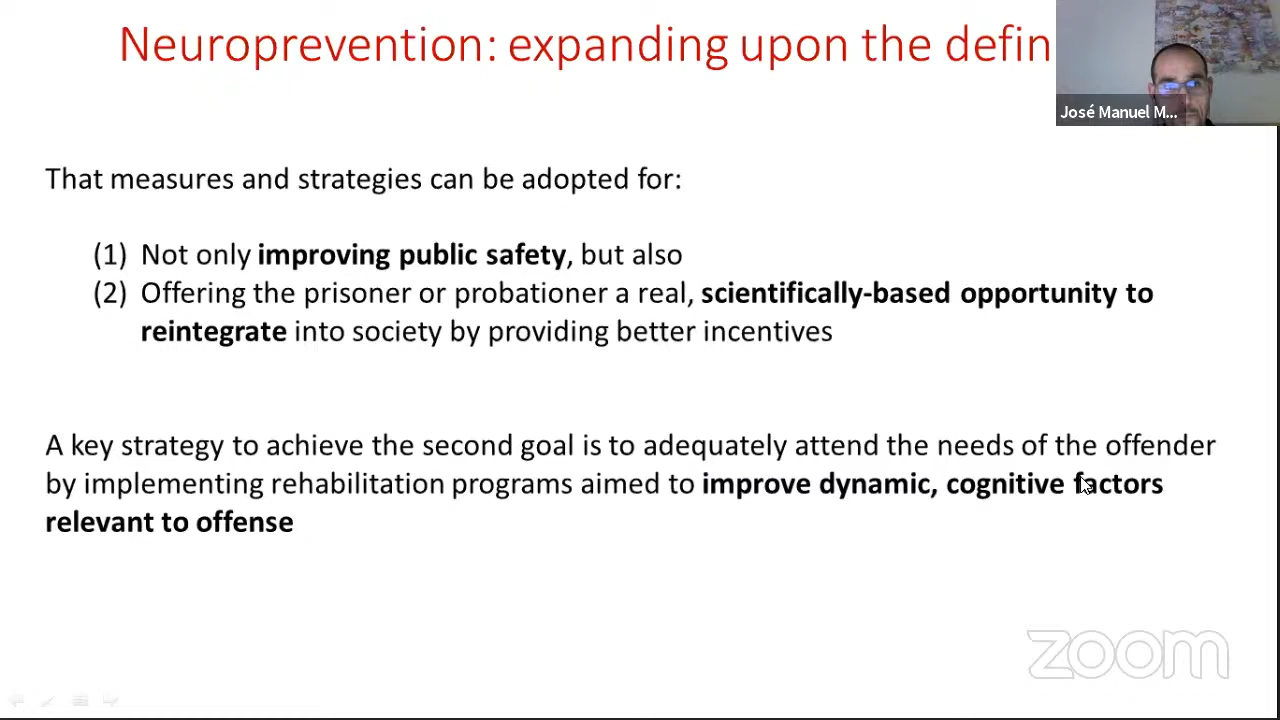 Neuroprevention: expanding upon the defin
José Manuel M...
That measures and strategies can be adopted for:
(1) Not only improving public safety, but also
(2) Offering the prisoner or probationer a real, scientifically-based opportunity to
reintegrate into society by providing better incentives
A key strategy to achieve the second goal is to adequately attend the needs of the offender
by implementing rehabilitation programs aimed to improve dynamic, cognitive factors
relevant to offense
zoom